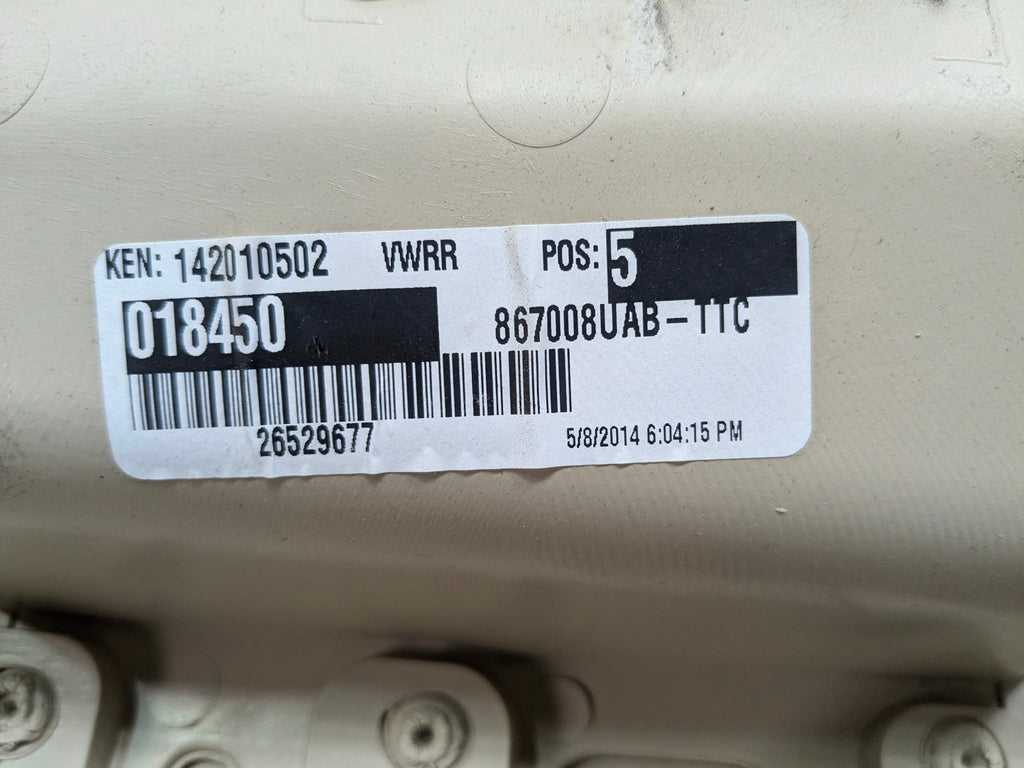 KEN: 142010502 VWRR POS: 5
018450 867008UAB-TTC
26529677 5/8/2014 6:04:15 PM